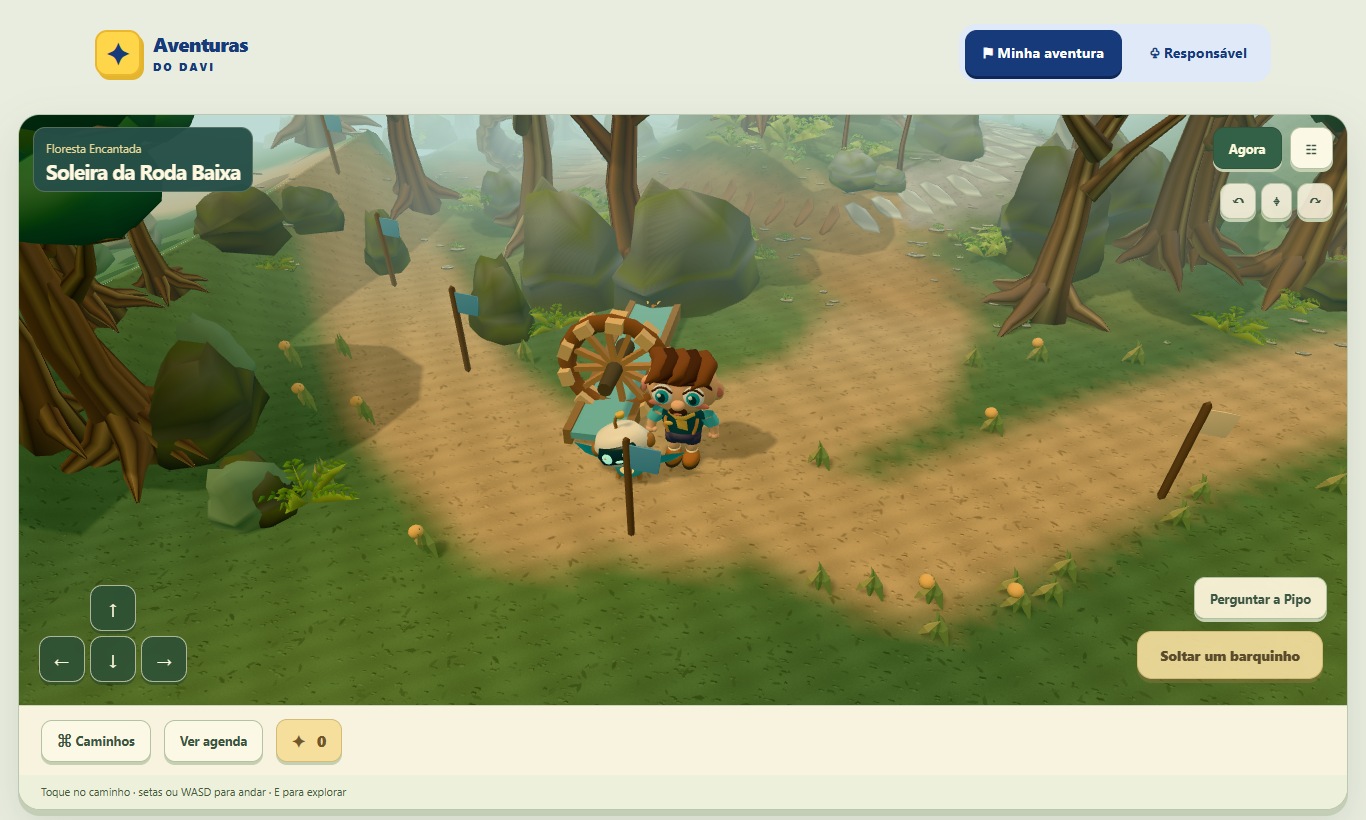 Aventuras
DO DAVI
Minha aventura
Responsável
Floresta Encantada
Soleira da Roda Baixa
Agora
Perguntar a Pipo
Soltar um barquinho
Caminhos
Ver agenda
0
Toque no caminho · setas ou WASD para andar · E para explorar